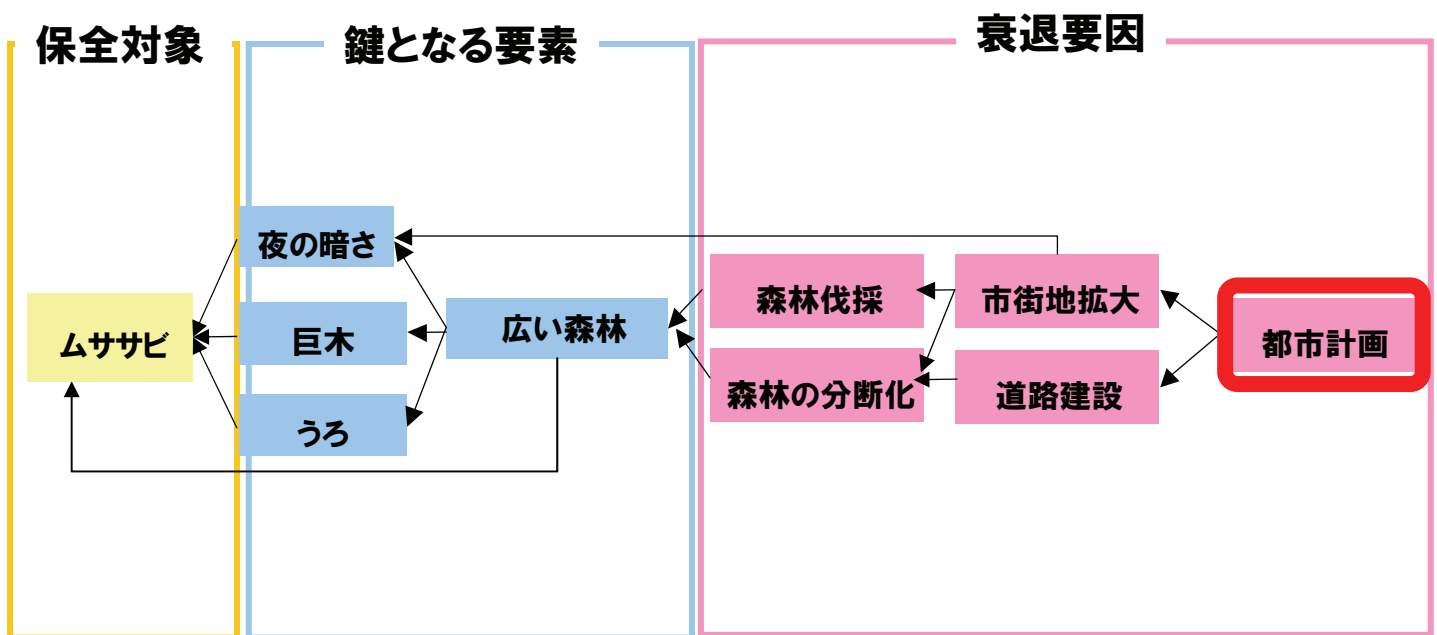 保全対象
鍵となる要素
衰退要因
夜の暗さ
森林伐採
市街地拡大
ムササビ
巨木
広い森林
都市計画
森林の分断化
道路建設
うろ